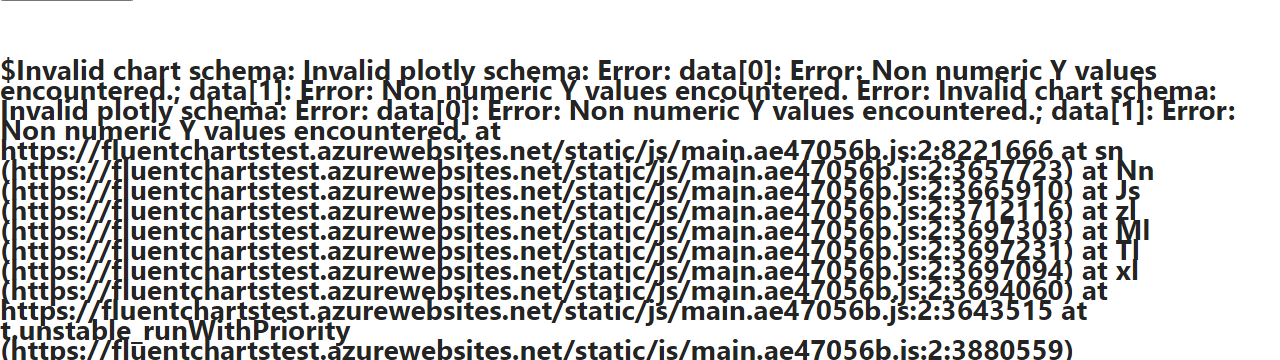 $Invalid chart schema: Invalid plotly schema: Error: data[0]: Error: Non numeric Y values
encountered.; data[1]: Error: Non numeric Y values encountered. Error: Invalid chart schema:
Invalid plotly schema: Error: data[0]: Error: Non numeric Y values encountered.; data[1]: Error:
Non numeric Y values encountered. at
https://fluentchartstest.azurewebsites.net/static/js/main.ae47056b.js:2:8221666 at sn
(https://fluentchartstest.azurewebsites.net/static/js/main.ae47056b.js:2:3657723) at Nn
(https://fluentchartstest.azurewebsites.net/static/js/main.ae47056b.js:2:3665910) at Js
(https://fluentchartstest.azurewebsites.net/static/js/main.ae47056b.js:2:3712116) at zl
(https://fluentchartstest.azurewebsites.net/static/js/main.ae47056b.js:2:3697303) at Ml
(https://fluentchartstest.azurewebsites.net/static/js/main.ae47056b.js:2:3697231) at Tl
(https://fluentchartstest.azurewebsites.net/static/js/main.ae47056b.js:2:3697094) at xl
(https://fluentchartstest.azurewebsites.net/static/js/main.ae47056b.js:2:3694060) at
https://fluentchartstest.azurewebsites.net/static/js/main.ae47056b.js:2:3643515 at
t.unstable_runWithPriority
(https://fluentchartstest.azurewebsites.net/static/js/main.ae47056b.js:2:3880559)